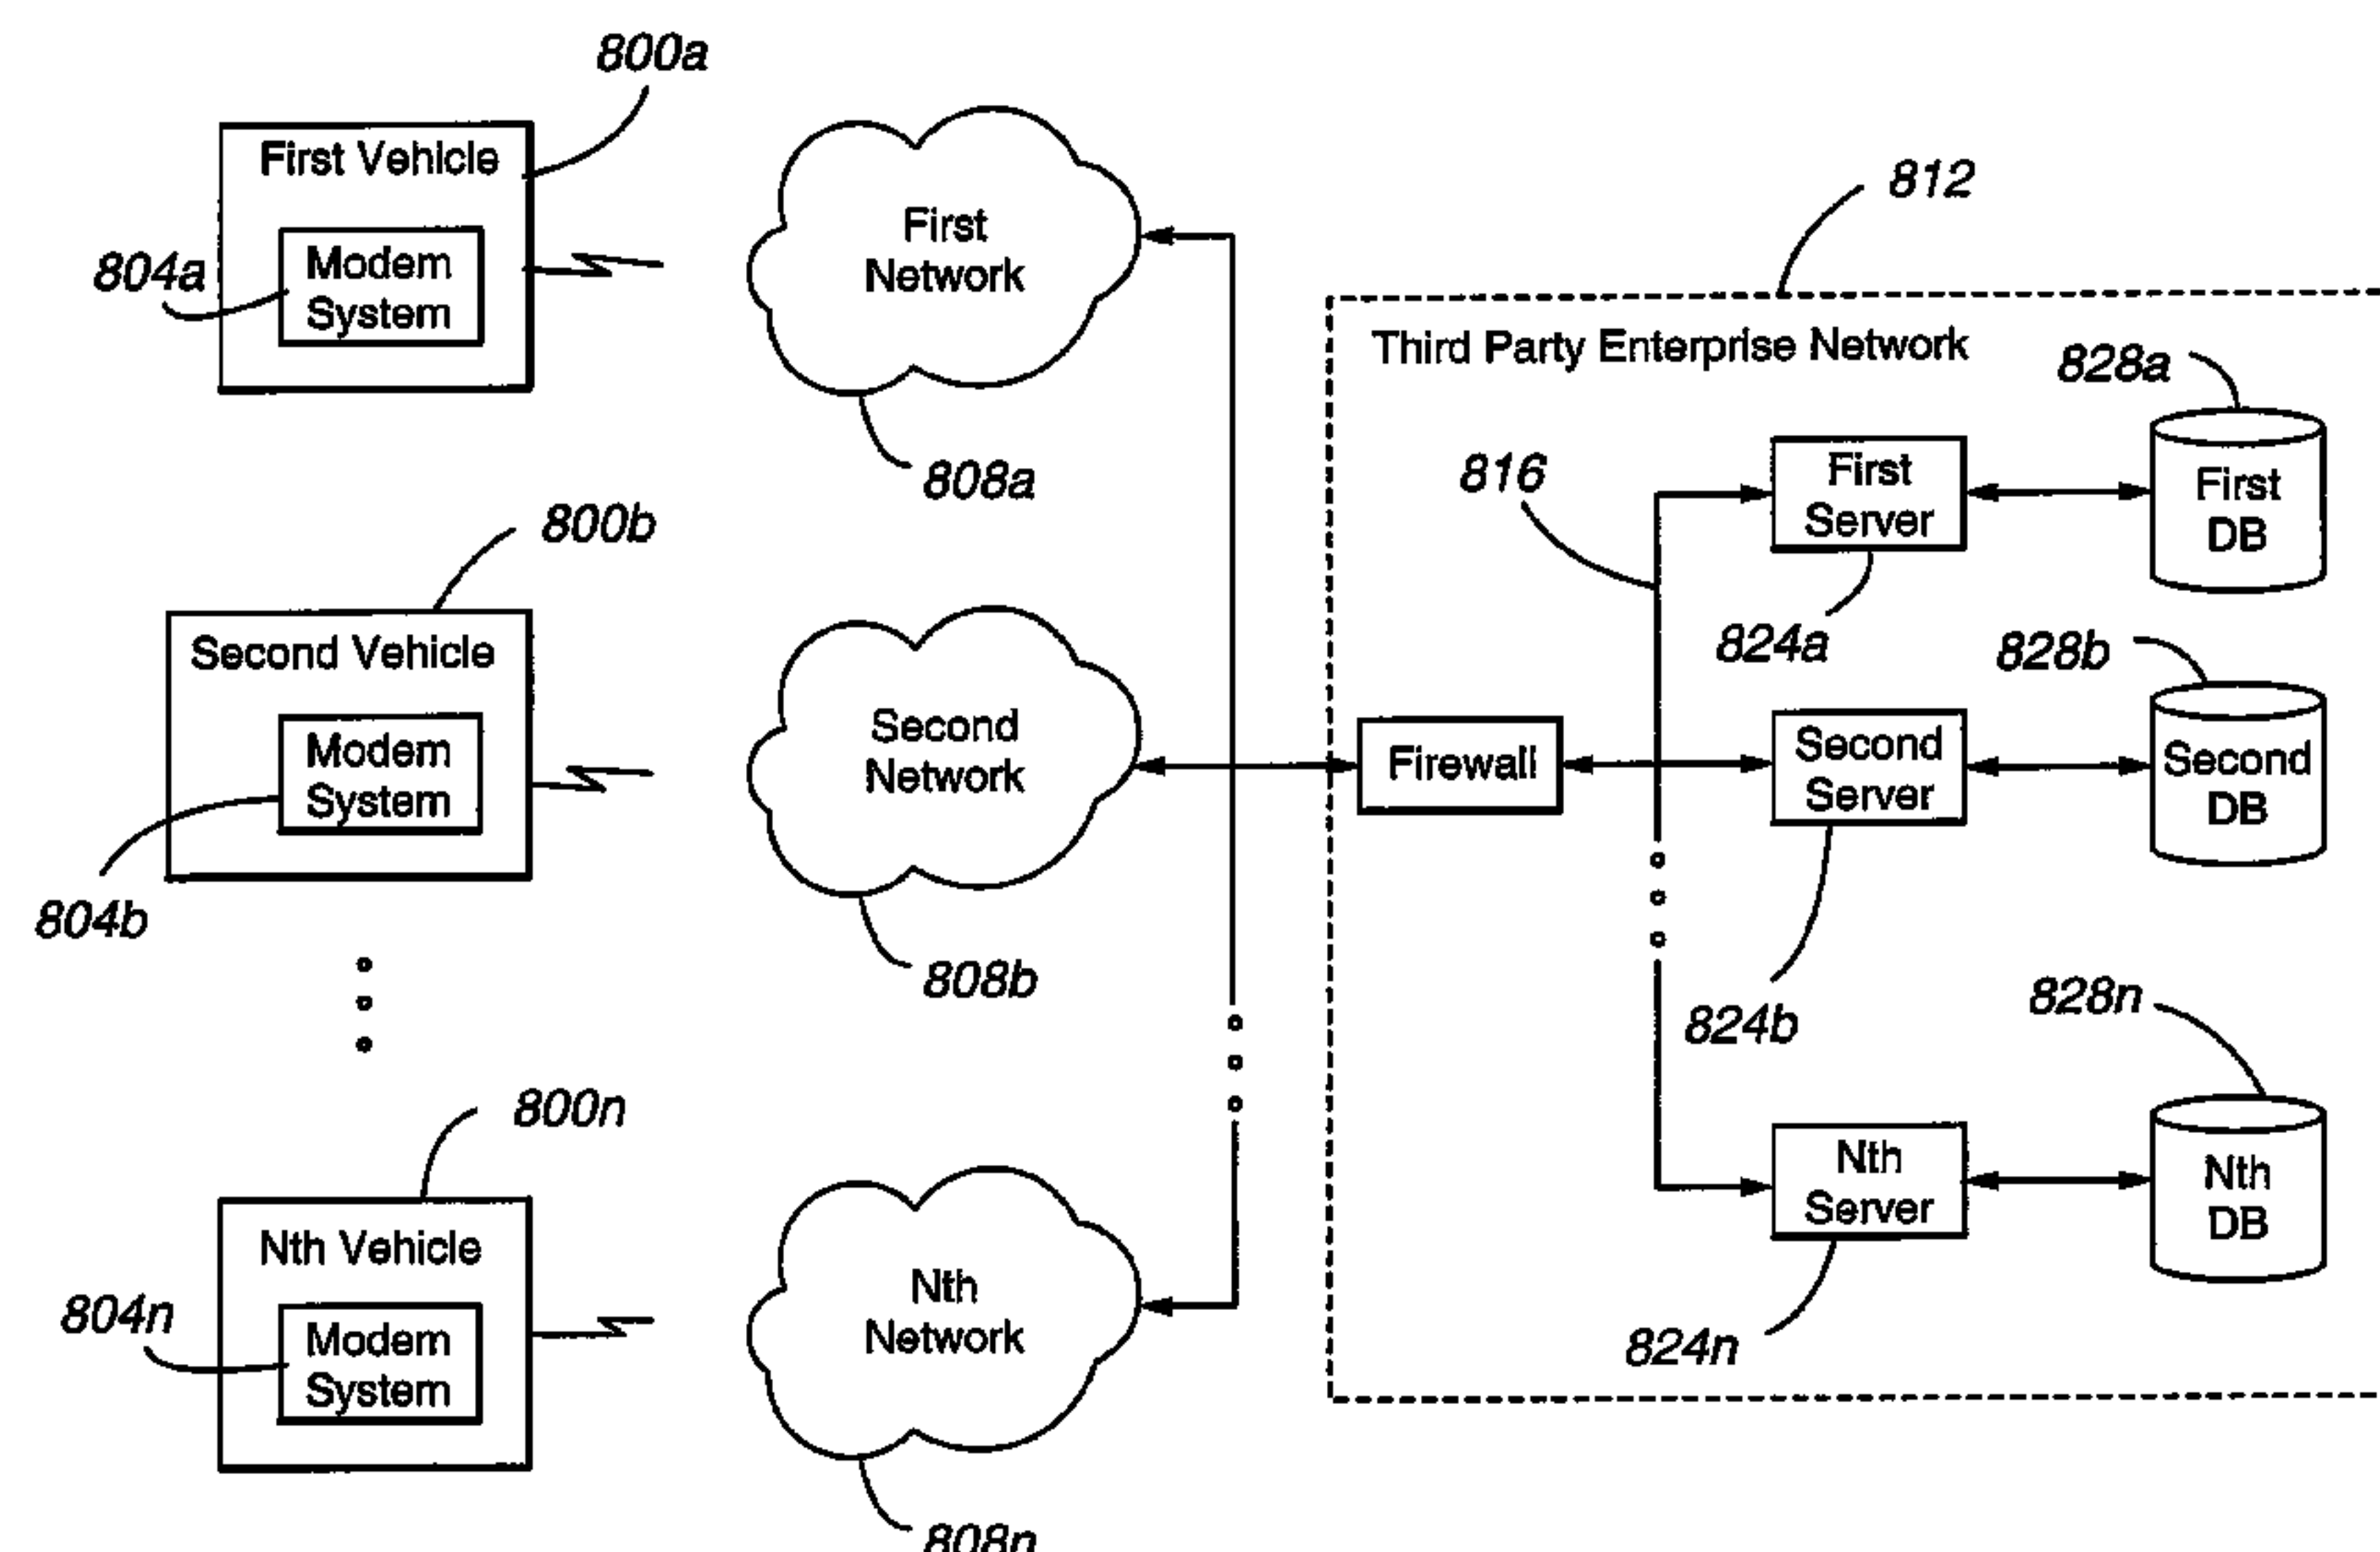 800a
First Vehicle
804a
Modem
System
First
Network
808a
800b
Second Vehicle
Modem
System
804b
Second
Network
808b
800n
Nth Vehicle
804n
Modem
System
Nth
Network
808n
812
Third Party Enterprise Network
828a
816
First
Server
First
DB
824a
828b
Firewall
Second
Server
Second
DB
824b
828n
Nth
Server
Nth
DB
824n